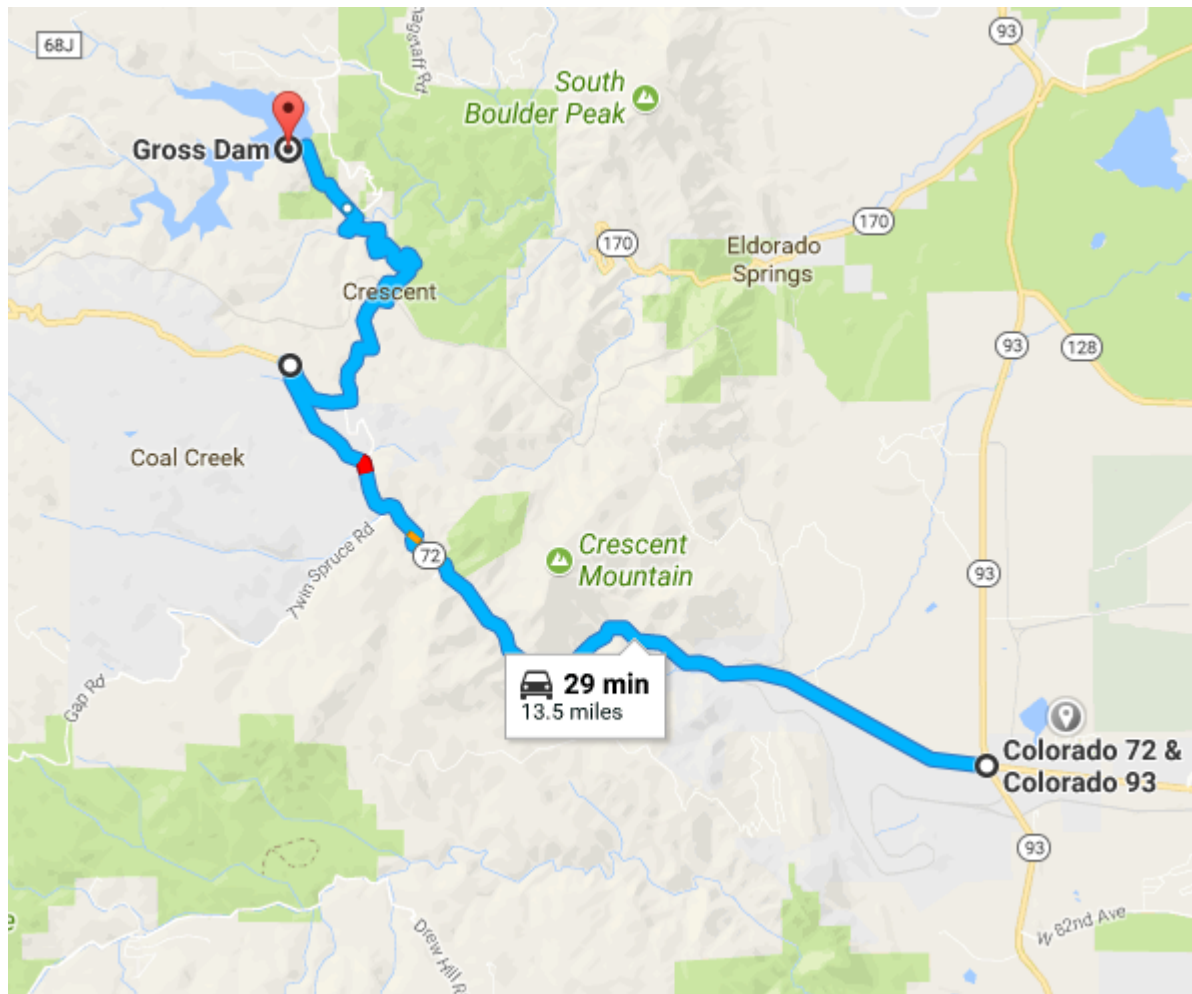 68J
Flagstaff Rd
93
South
Boulder Peak
Gross Dam
170
170
Eldorado
Springs
Crescent
93
128
Coal Creek
72
Crescent
Mountain
93
Twin Spruce Rd
29 min
13.5 miles
Gap Rd
Colorado 72 &
Colorado 93
93
W 82nd Ave
Drew Hill R